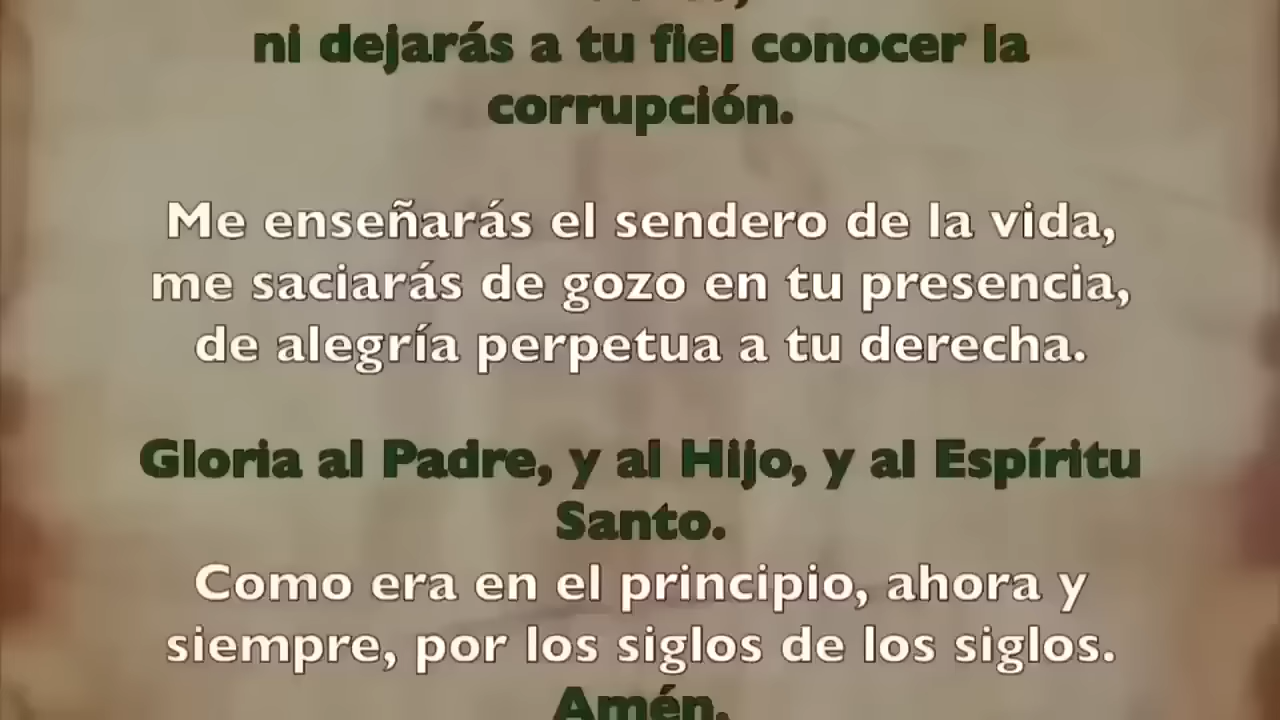 ni dejarás a tu fiel conocer la
corrupción.
Me enseñarás el sendero de la vida,
me saciarás de gozo en tu presencia,
de alegría perpetua a tu derecha.
Gloria al Padre, y al Hijo, y al Espíritu
Santo.
Como era en el principio, ahora y
siempre, por los siglos de los siglos.
Amén.